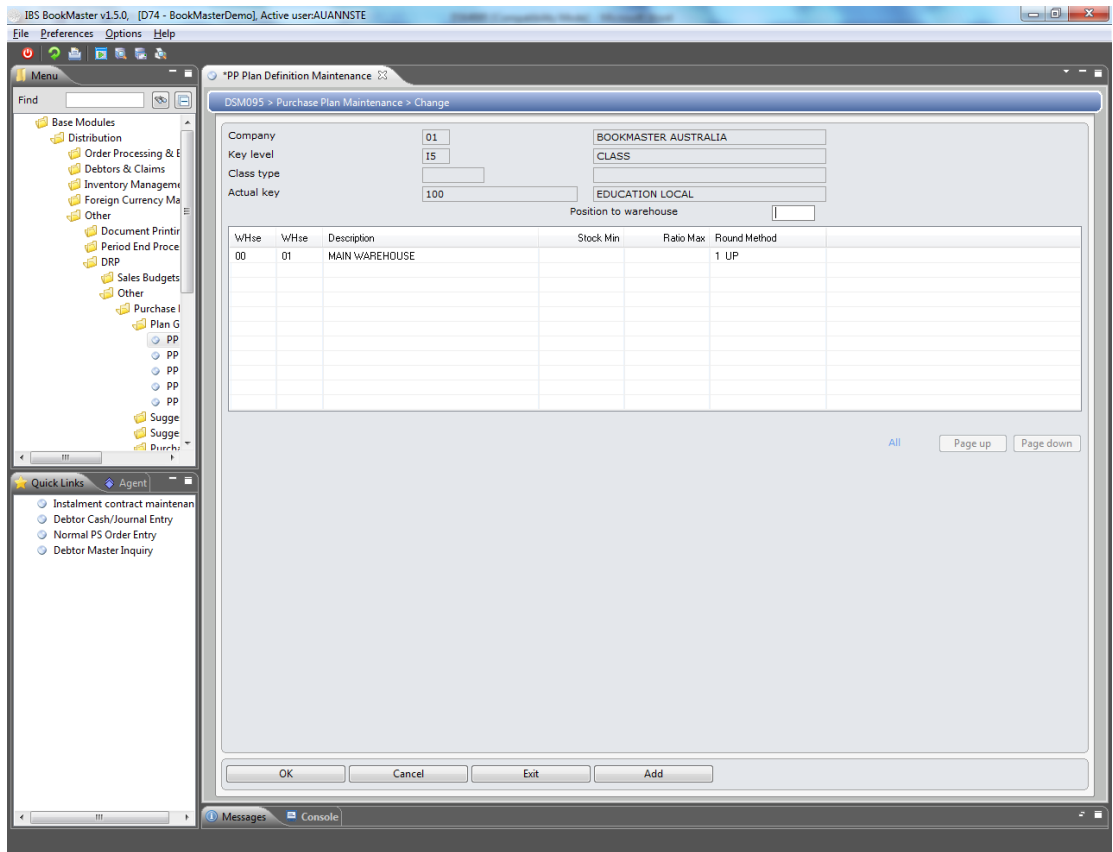 IBS BookMaster v1.5.0, [D74 - BookMasterDemo], Active user:AUANNSTE
File Preferences Options Help
Menu
Find
Base Modules
Distribution
Order Processing & E
Debtors & Claims
Inventory Manageme
Foreign Currency Ma
Other
Document Printin
Period End Proce
DRP
Sales Budgets
Other
Purchase I
Plan G
PP
PP
PP
PP
PP
Sugge
Sugge
Purcha
Quick Links Agent
Instalment contract maintenan
Debtor Cash/Journal Entry
Normal PS Order Entry
Debtor Master Inquiry
*PP Plan Definition Maintenance
DSM095 > Purchase Plan Maintenance > Change
Company 01 BOOKMASTER AUSTRALIA
Key level I5 CLASS
Class type
Actual key 100 EDUCATION LOCAL
Position to warehouse
WHse WHse Description Stock Min Ratio Max Round Method
00 01 MAIN WAREHOUSE 1 UP
All Page up Page down
OK Cancel Exit Add
Messages Console